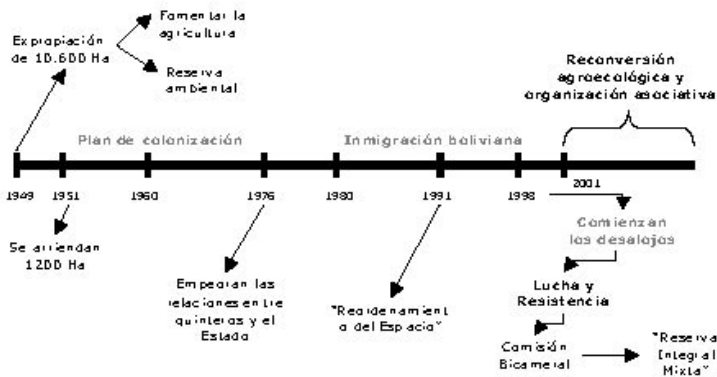 Fomentar la
agricultura
Expropiación
de 10.600 Ha
Reserva
ambiental
Reconversión
agroecológica y
organización asociativa
Plan de colonización
Inmigración boliviana
1949
1951
1960
1976
1980
1991
1998
2001
Se arriendan
1200 Ha
Empeoran las
relaciones entre
quinteros y el
Estado
"Reordenamient
o del Espacio"
Comienzan
los desalojos
Lucha y
Resistencia
Comisión
Bicameral
"Reserva
Integral
Mixta"